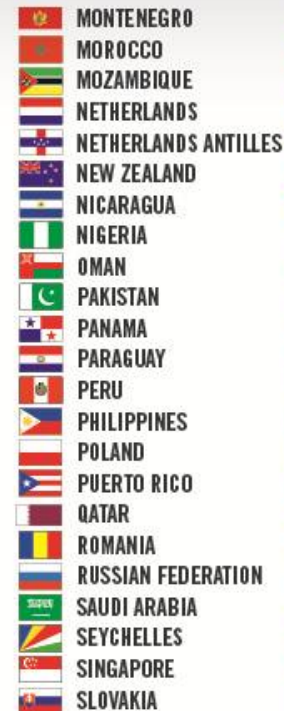 MONTENEGRO
MOROCCO
MOZAMBIQUE
NETHERLANDS
NETHERLANDS ANTILLES
NEW ZEALAND
NICARAGUA
NIGERIA
OMAN
PAKISTAN
PANAMA
PARAGUAY
PERU
PHILIPPINES
POLAND
PUERTO RICO
QATAR
ROMANIA
RUSSIAN FEDERATION
SAUDI ARABIA
SEYCHELLES
SINGAPORE
SLOVAKIA